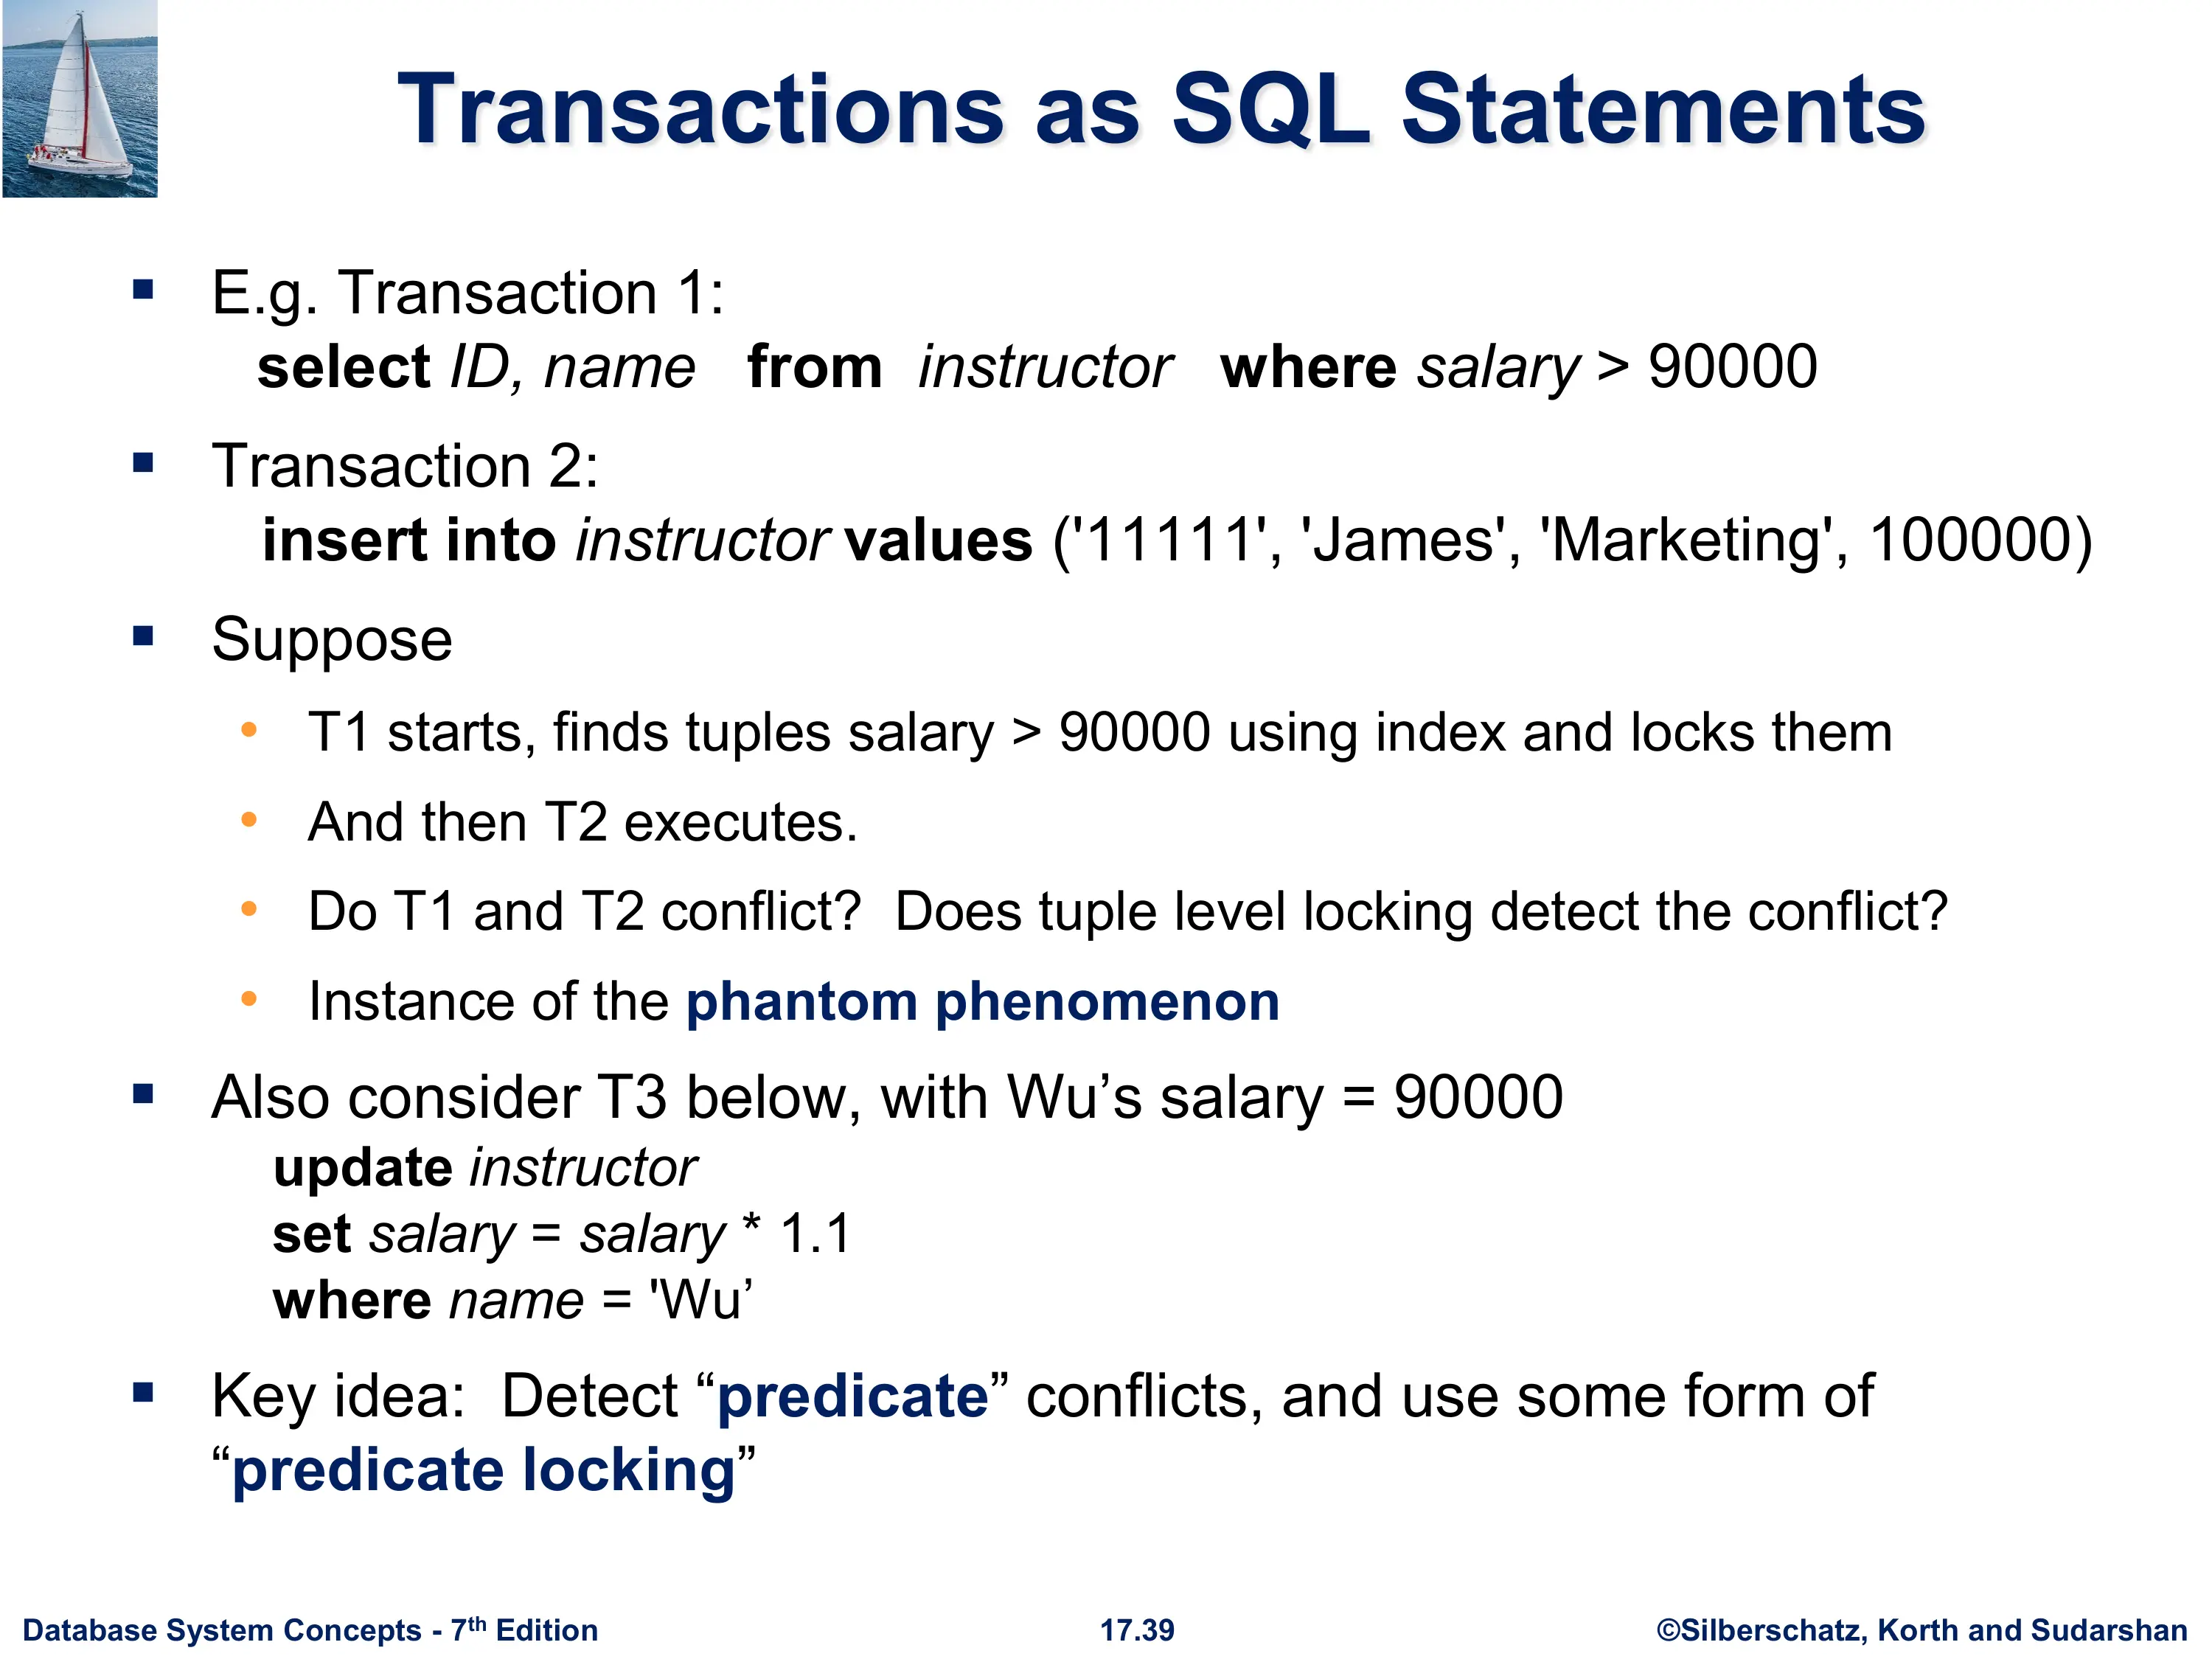 Transactions as SQL Statements
E.g. Transaction 1:
select ID, name from instructor where salary > 90000
Transaction 2:
insert into instructor values ('11111', 'James', 'Marketing', 100000)
Suppose
T1 starts, finds tuples salary > 90000 using index and locks them
And then T2 executes.
Do T1 and T2 conflict? Does tuple level locking detect the conflict?
Instance of the phantom phenomenon
Also consider T3 below, with Wu’s salary = 90000
update instructor
set salary = salary * 1.1
where name = 'Wu’
Key idea: Detect “predicate” conflicts, and use some form of
“predicate locking”
Database System Concepts - 7th Edition
17.39
©Silberschatz, Korth and Sudarshan